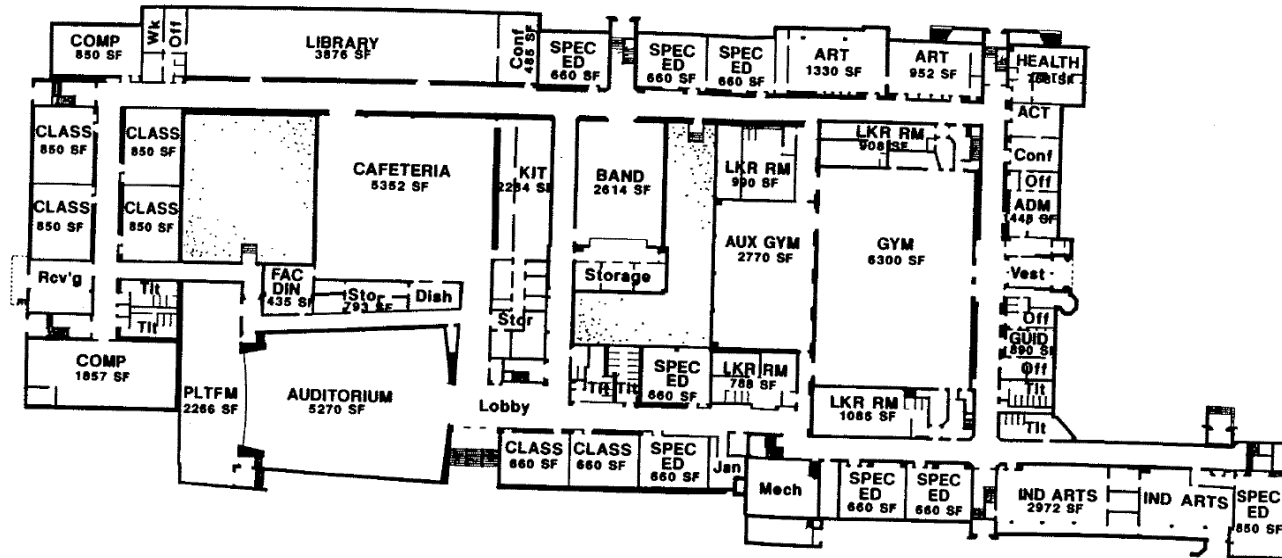 COMP
850 SF
Wk
Off
LIBRARY
3876 SF
Conf
485 SF
SPEC
ED
660 SF
SPEC
ED
660 SF
SPEC
ED
660 SF
ART
1330 SF
ART
952 SF
HEALTH
SF
CLASS
850 SF
CLASS
850 SF
CAFETERIA
5352 SF
KIT
2234 SF
BAND
2614 SF
LKR RM
990 SF
LKR RM
908 SF
ACT
Conf
Off
ADM
448 SF
CLASS
850 SF
CLASS
850 SF
AUX GYM
2770 SF
GYM
6300 SF
Rcv'g
Tlt
Tlt
FAC
DIN
435 SF
Stor
793 SF
Dish
Stor
Storage
Vest
Off
GUID
890 SF
Off
Tlt
Tlt
COMP
1857 SF
PLTFM
2266 SF
AUDITORIUM
5270 SF
Lobby
Tlt
Tlt
SPEC
ED
660 SF
LKR RM
788 SF
LKR RM
1086 SF
CLASS
660 SF
CLASS
660 SF
SPEC
ED
660 SF
Jan
Mech
SPEC
ED
660 SF
SPEC
ED
660 SF
IND ARTS
2972 SF
IND ARTS
SPEC
ED
850 SF